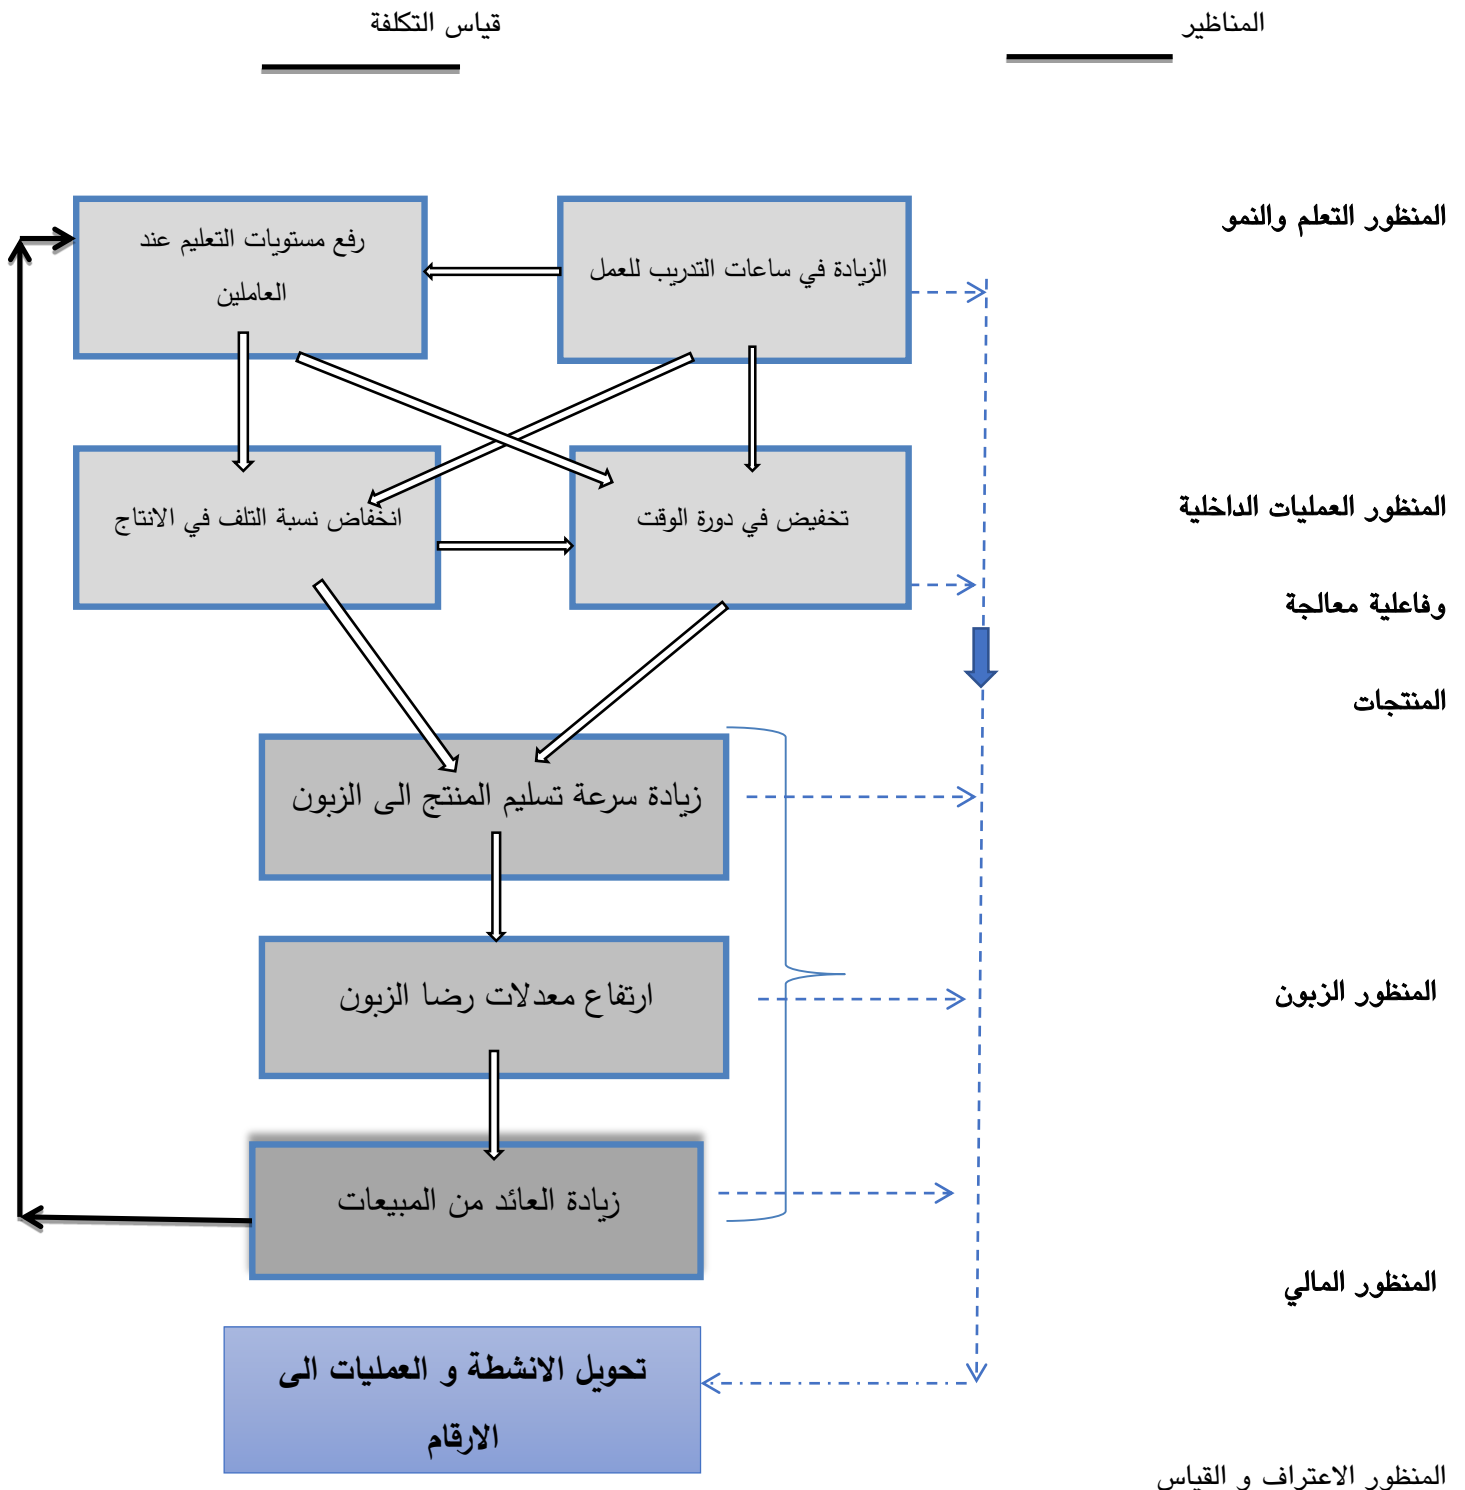 المناظير
قياس التكلفة
المنظور التعلم والنمو
الزيادة في ساعات التدريب للعمل
رفع مستويات التعليم عند
العاملين
المنظور العمليات الداخلية
وفاعلية معالجة
المنتجات
تخفيض في دورة الوقت
انخفاض نسبة التلف في الانتاج
زيادة سرعة تسليم المنتج الى الزبون
المنظور الزبون
ارتفاع معدلات رضا الزبون
زيادة العائد من المبيعات
المنظور المالي
تحويل الانشطة و العمليات الى
الارقام
المنظور الاعتراف و القياس